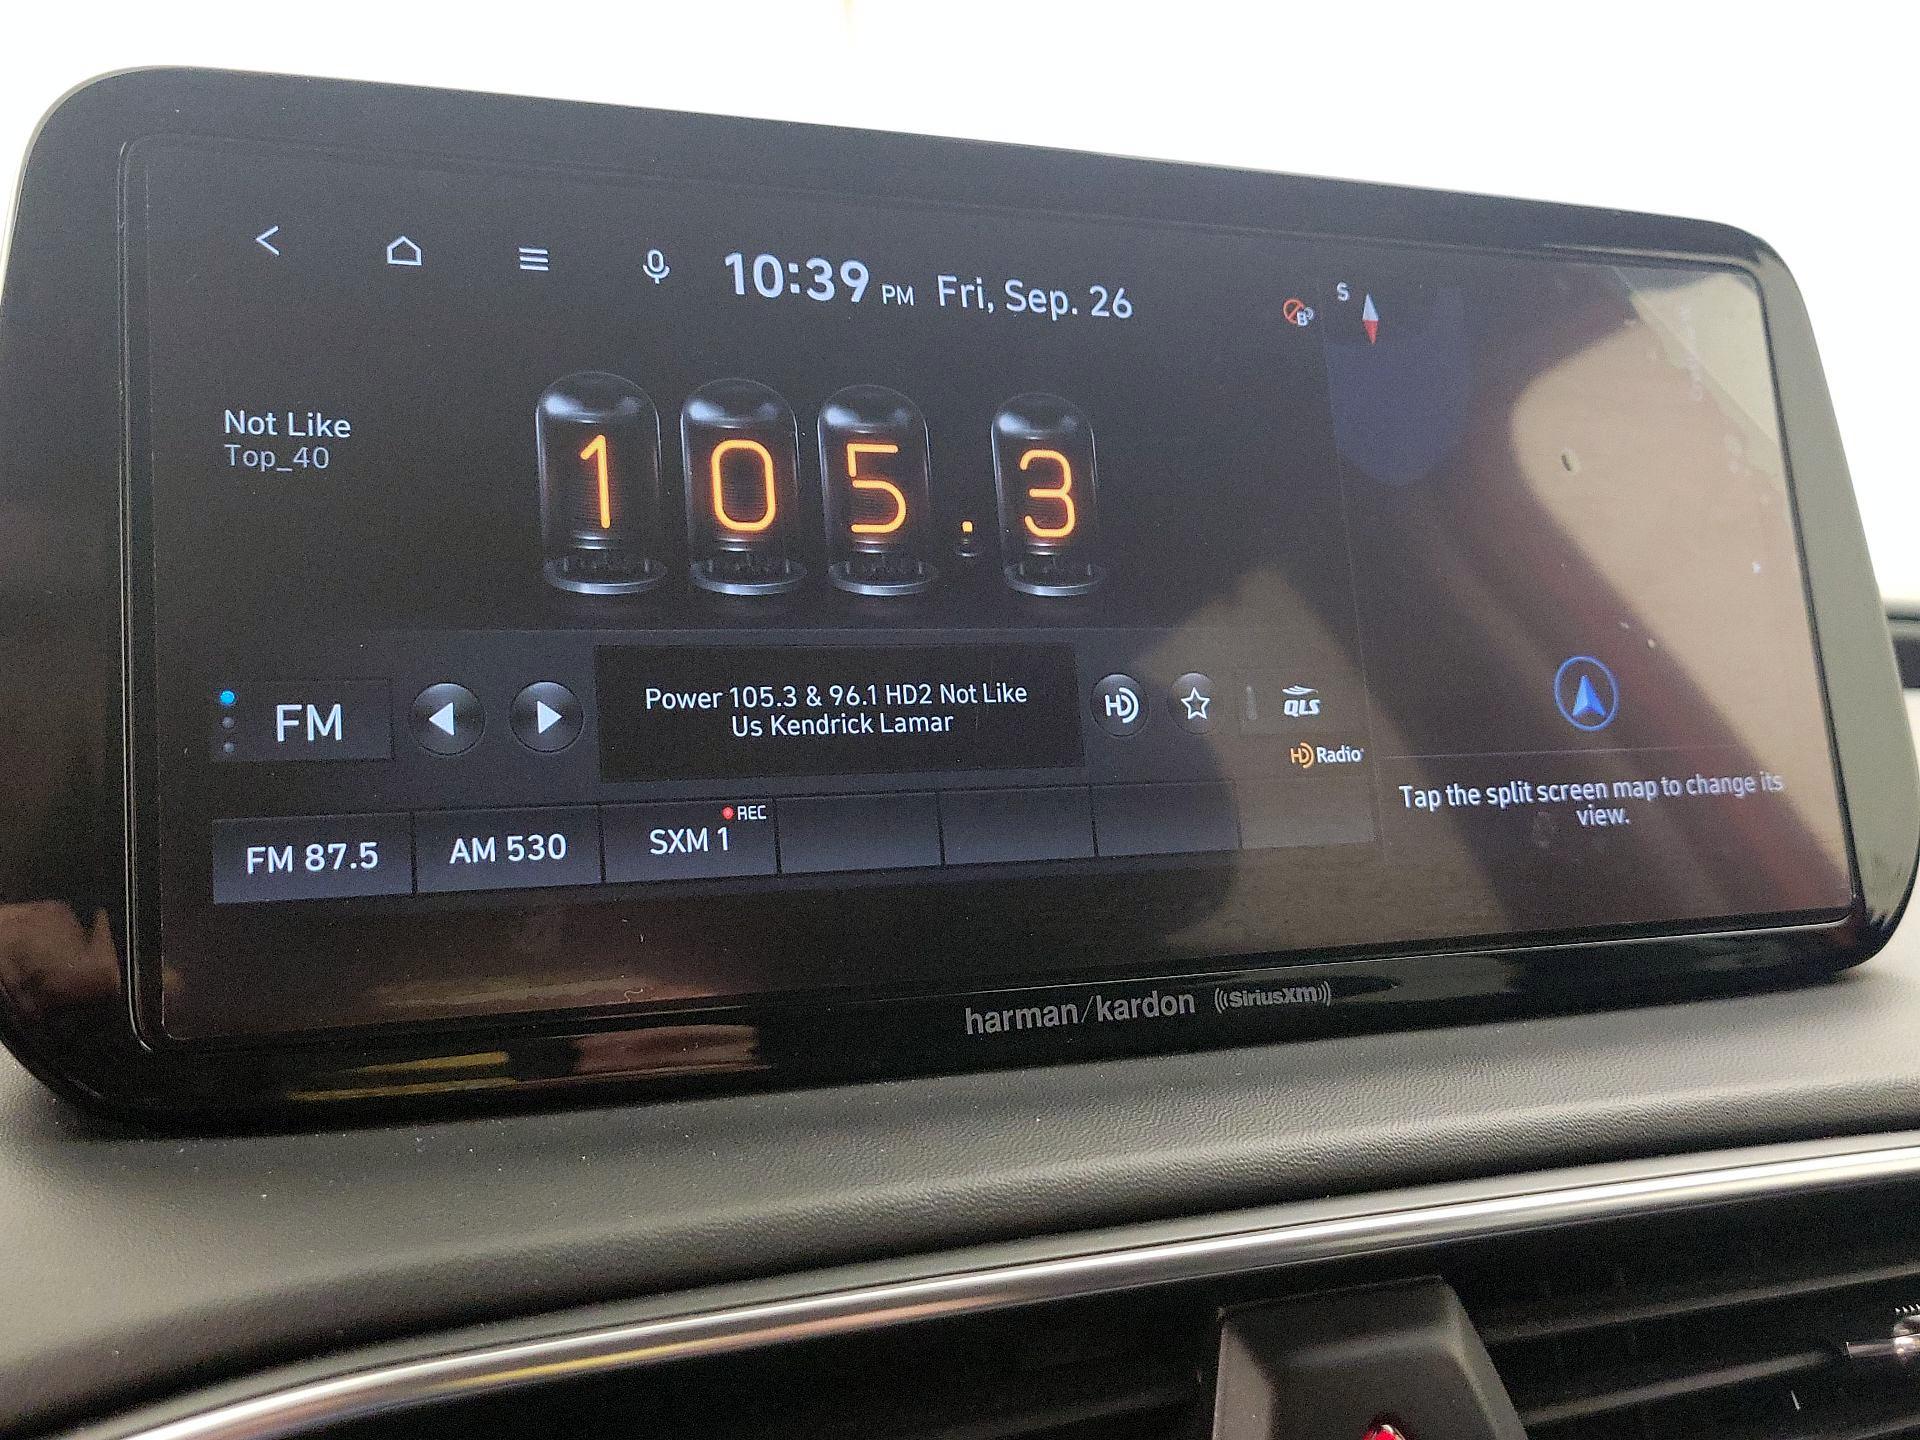 10:39 PM Fri, Sep. 26
S
Not Like
Top_40
105.3
FM
Power 105.3 & 96.1 HD2 Not Like
Us Kendrick Lamar
HD
QLS
HD Radio
FM 87.5
AM 530
SXM 1
REC
Tap the split screen map to change its
view.
harman/kardon
((SiriusXM))